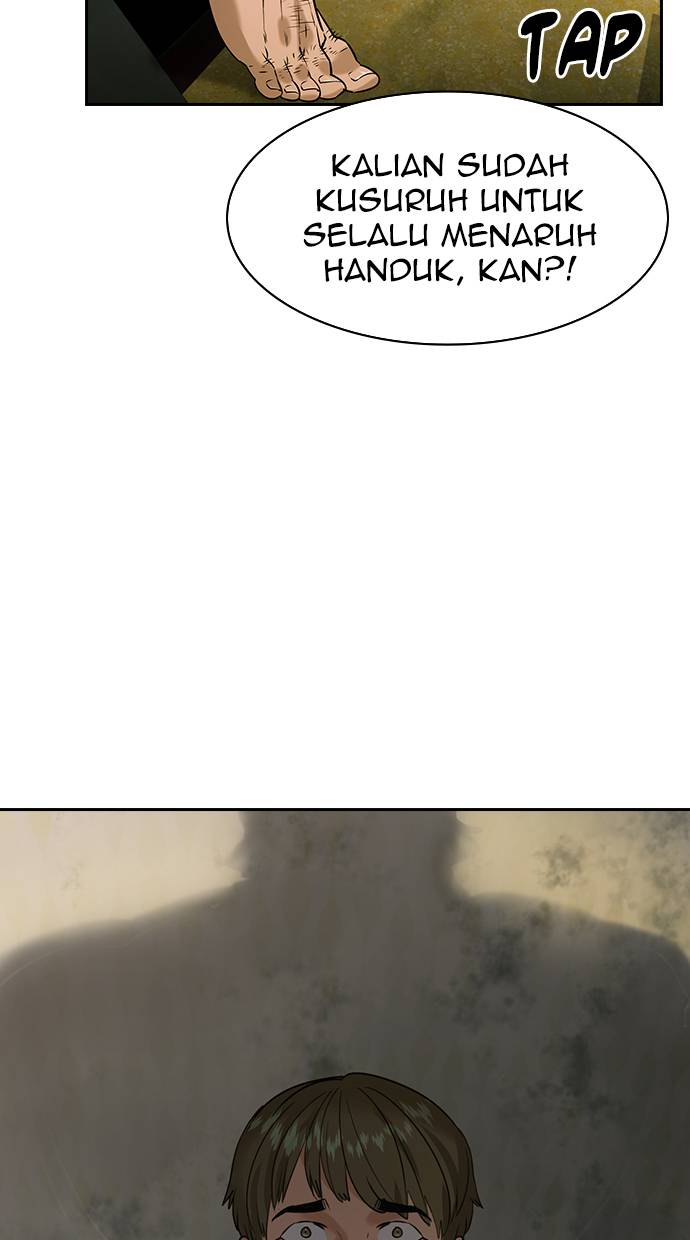 TAP
KALIAN SUDAH
KUSURUH UNTUK
SELALU MENARUH
HANDUK, KAN?!